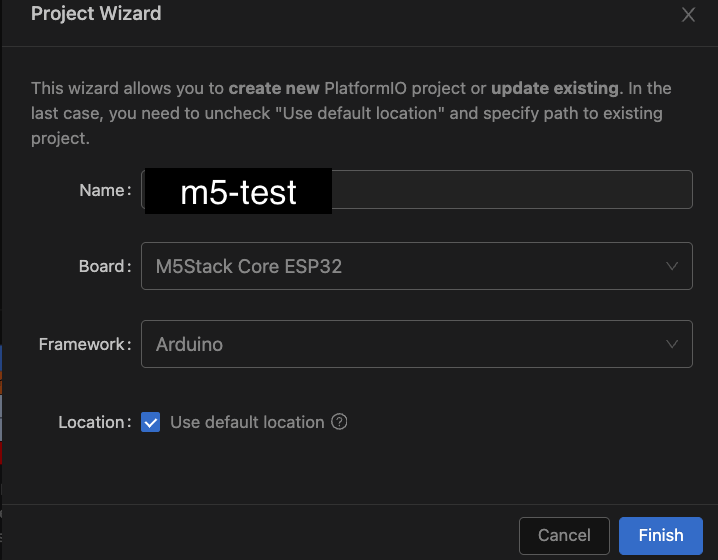 Project Wizard
This wizard allows you to create new PlatformIO project or update existing. In the
last case, you need to uncheck "Use default location" and specify path to existing
project.
Name: m5-test
Board: M5Stack Core ESP32
Framework: Arduino
Location: Use default location
Cancel Finish